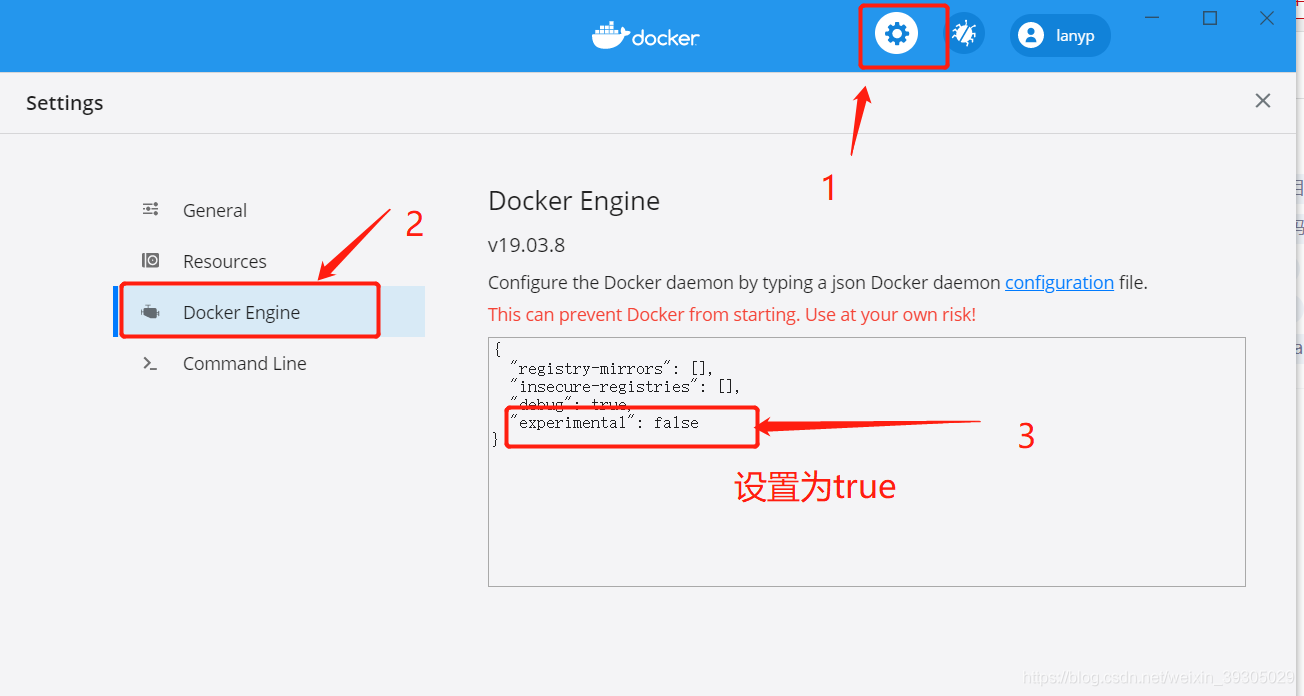 docker
lanyp
Settings
1
General
2
Resources
Docker Engine
Command Line
Docker Engine
v19.03.8
Configure the Docker daemon by typing a json Docker daemon configuration file.
This can prevent Docker from starting. Use at your own risk!
{
"registry-mirrors": [],
"insecure-registries": [],
"debug": true,
"experimental": false
}
3
设置为true
https://blog.csdn.net/weixin_39305029